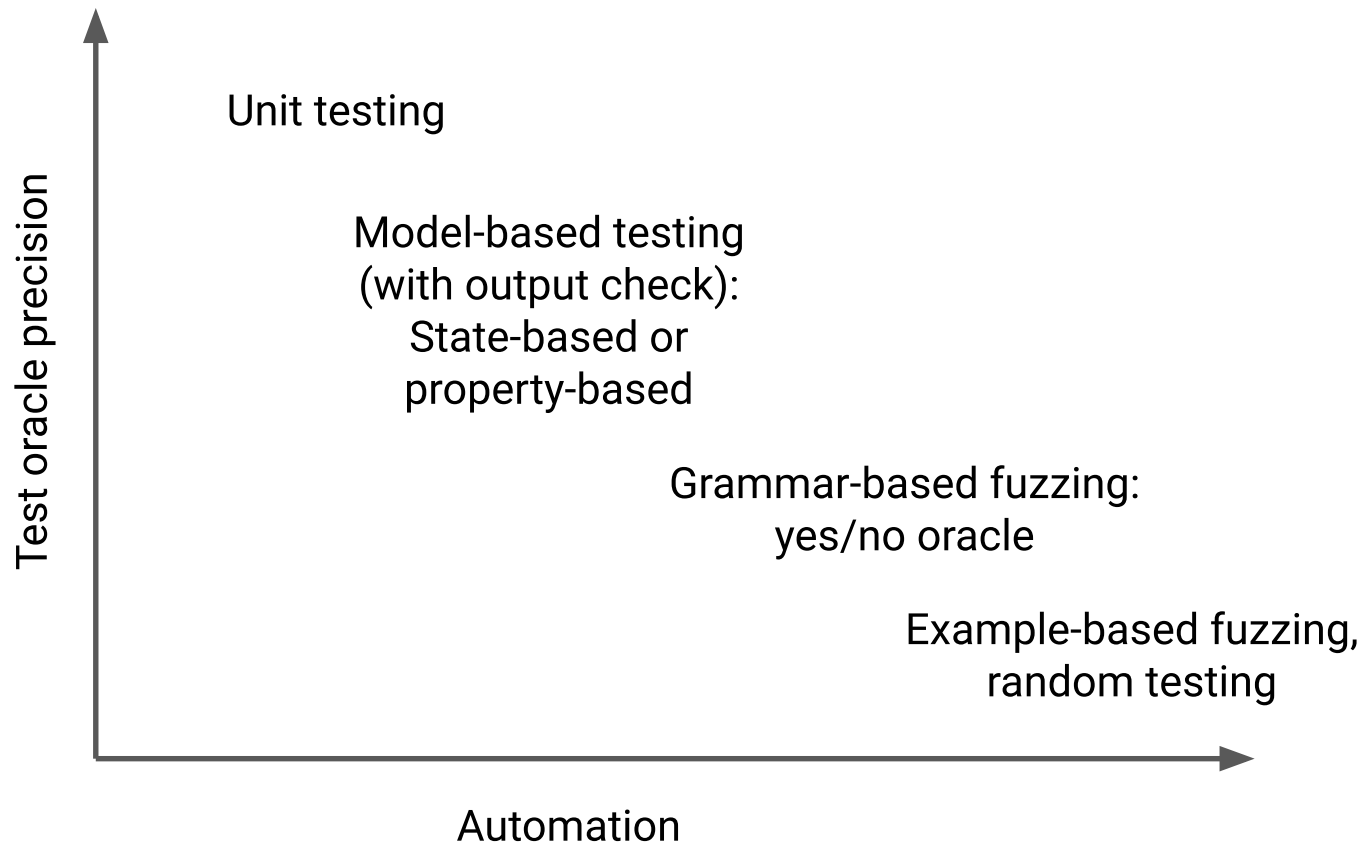 Unit testing
Model-based testing
(with output check):
State-based or
property-based
Grammar-based fuzzing:
yes/no oracle
Example-based fuzzing,
random testing
Test oracle precision
Automation